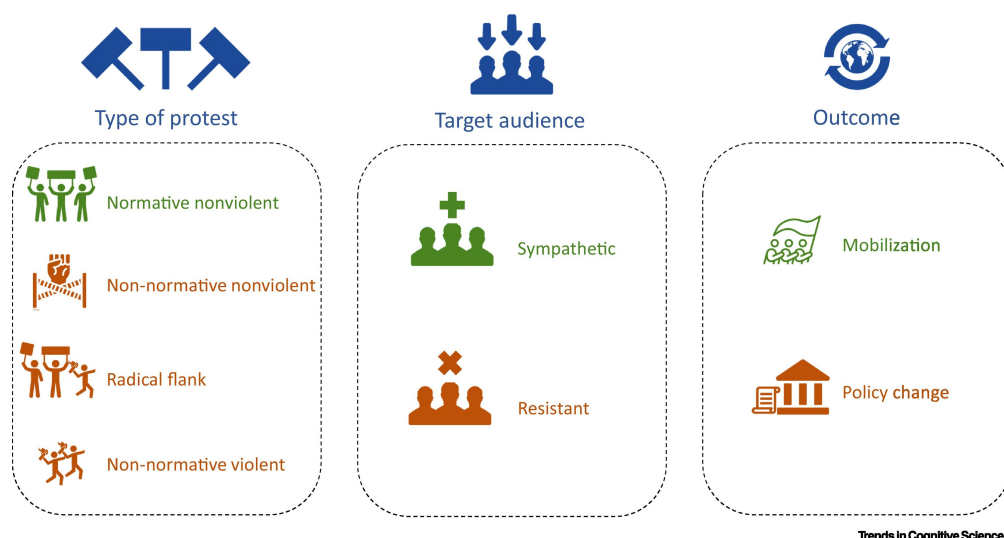 Type of protest
Target audience
Outcome
Normative nonviolent
Non-normative nonviolent
Radical flank
Non-normative violent
Sympathetic
Resistant
Mobilization
Policy change
Trends in Cognitive Science